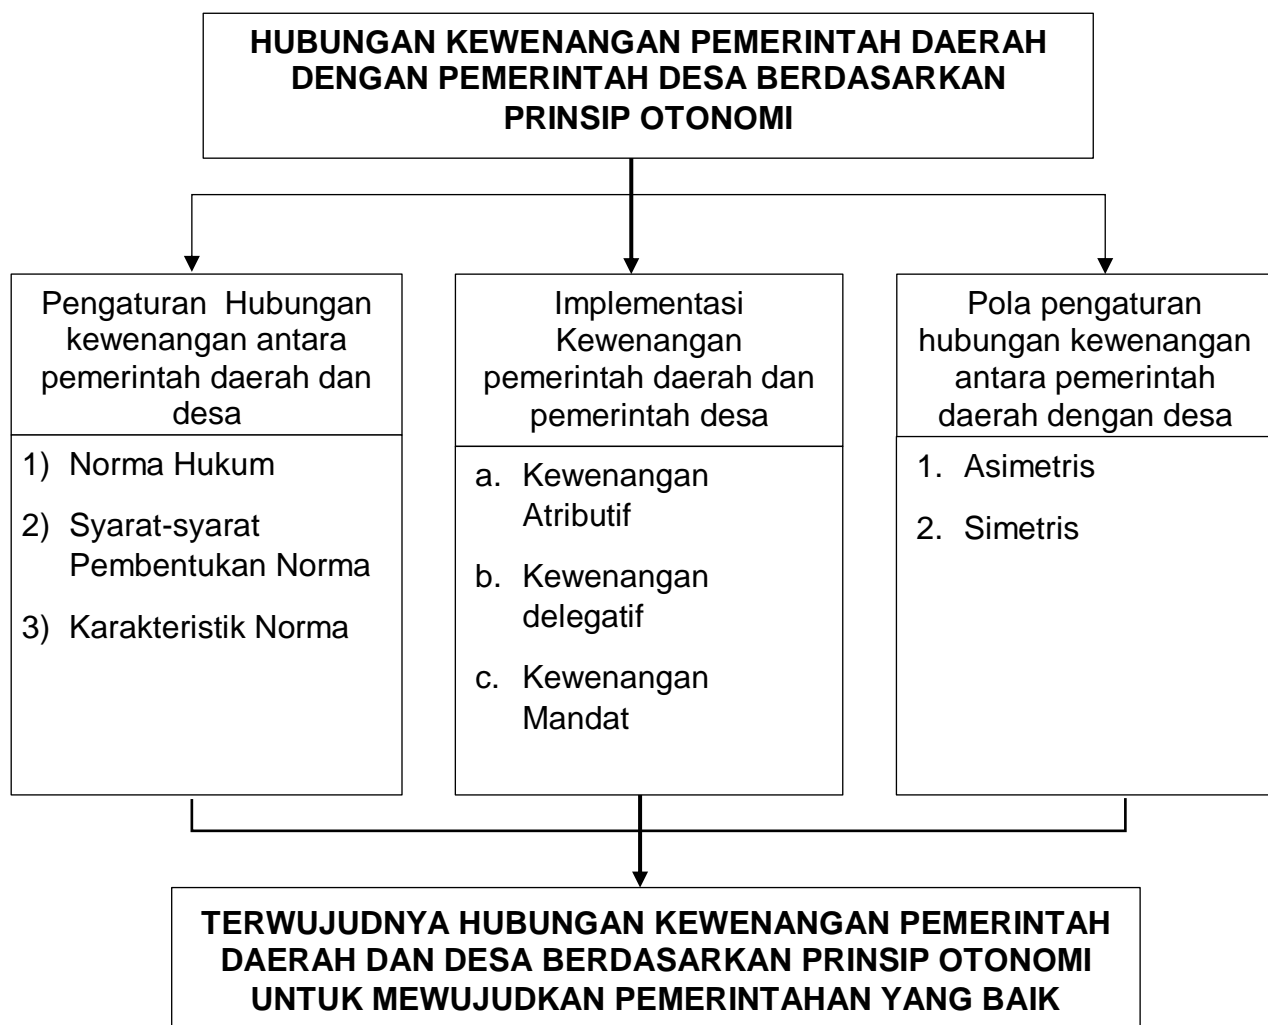 HUBUNGAN KEWENANGAN PEMERINTAH DAERAH
DENGAN PEMERINTAH DESA BERDASARKAN
PRINSIP OTONOMI
Pengaturan Hubungan
kewenangan antara
pemerintah daerah dan
desa
1) Norma Hukum
2) Syarat-syarat
Pembentukan Norma
3) Karakteristik Norma
Implementasi
Kewenangan
pemerintah daerah dan
pemerintah desa
a. Kewenangan
Atributif
b. Kewenangan
delegatif
c. Kewenangan
Mandat
Pola pengaturan
hubungan kewenangan
antara pemerintah
daerah dengan desa
1. Asimetris
2. Simetris
TERWUJUDNYA HUBUNGAN KEWENANGAN PEMERINTAH
DAERAH DAN DESA BERDASARKAN PRINSIP OTONOMI
UNTUK MEWUJUDKAN PEMERINTAHAN YANG BAIK